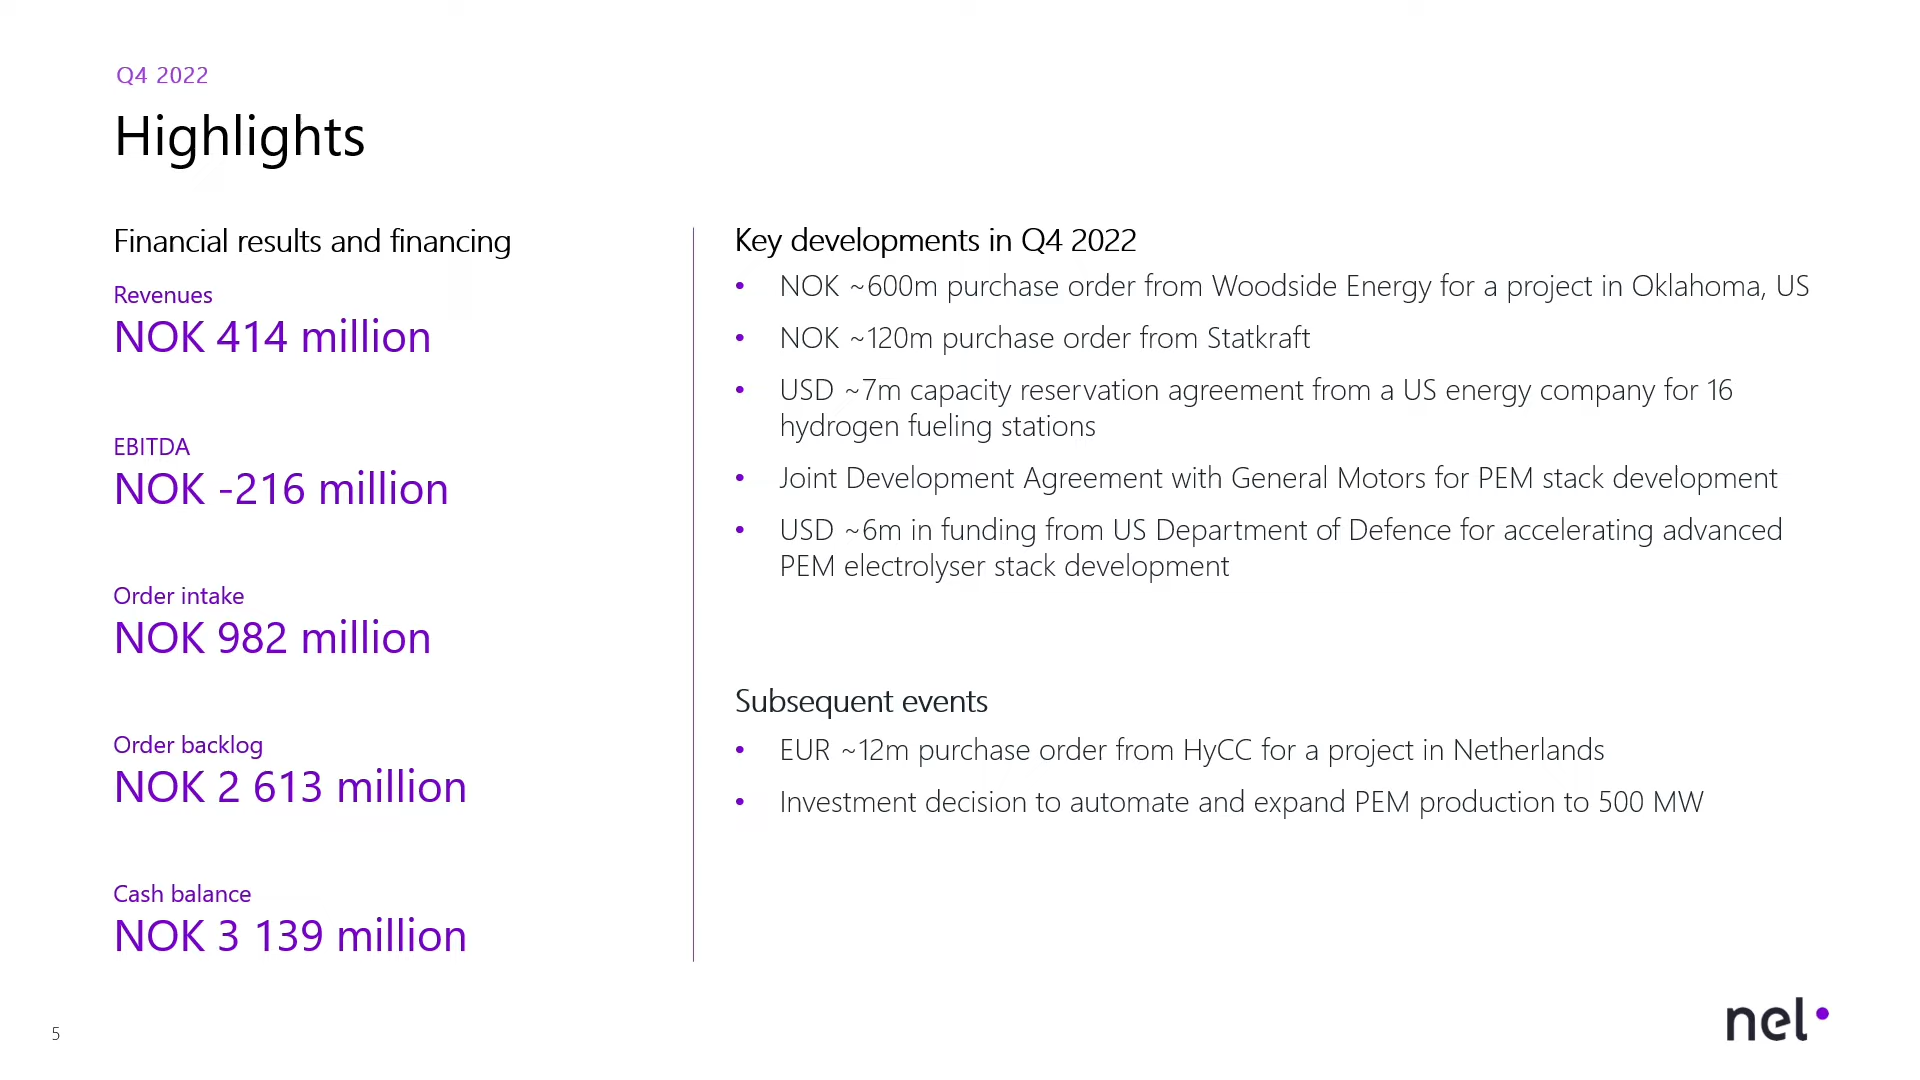 Q4 2022
Highlights
Financial results and financing
Revenues
NOK 414 million
EBITDA
NOK -216 million
Order intake
NOK 982 million
Order backlog
NOK 2 613 million
Cash balance
NOK 3 139 million
Key developments in Q4 2022
• NOK ~600m purchase order from Woodside Energy for a project in Oklahoma, US
• NOK ~120m purchase order from Statkraft
• USD ~7m capacity reservation agreement from a US energy company for 16
hydrogen fueling stations
• Joint Development Agreement with General Motors for PEM stack development
• USD ~6m in funding from US Department of Defence for accelerating advanced
PEM electrolyser stack development
Subsequent events
• EUR ~12m purchase order from HyCC for a project in Netherlands
• Investment decision to automate and expand PEM production to 500 MW
5
nel